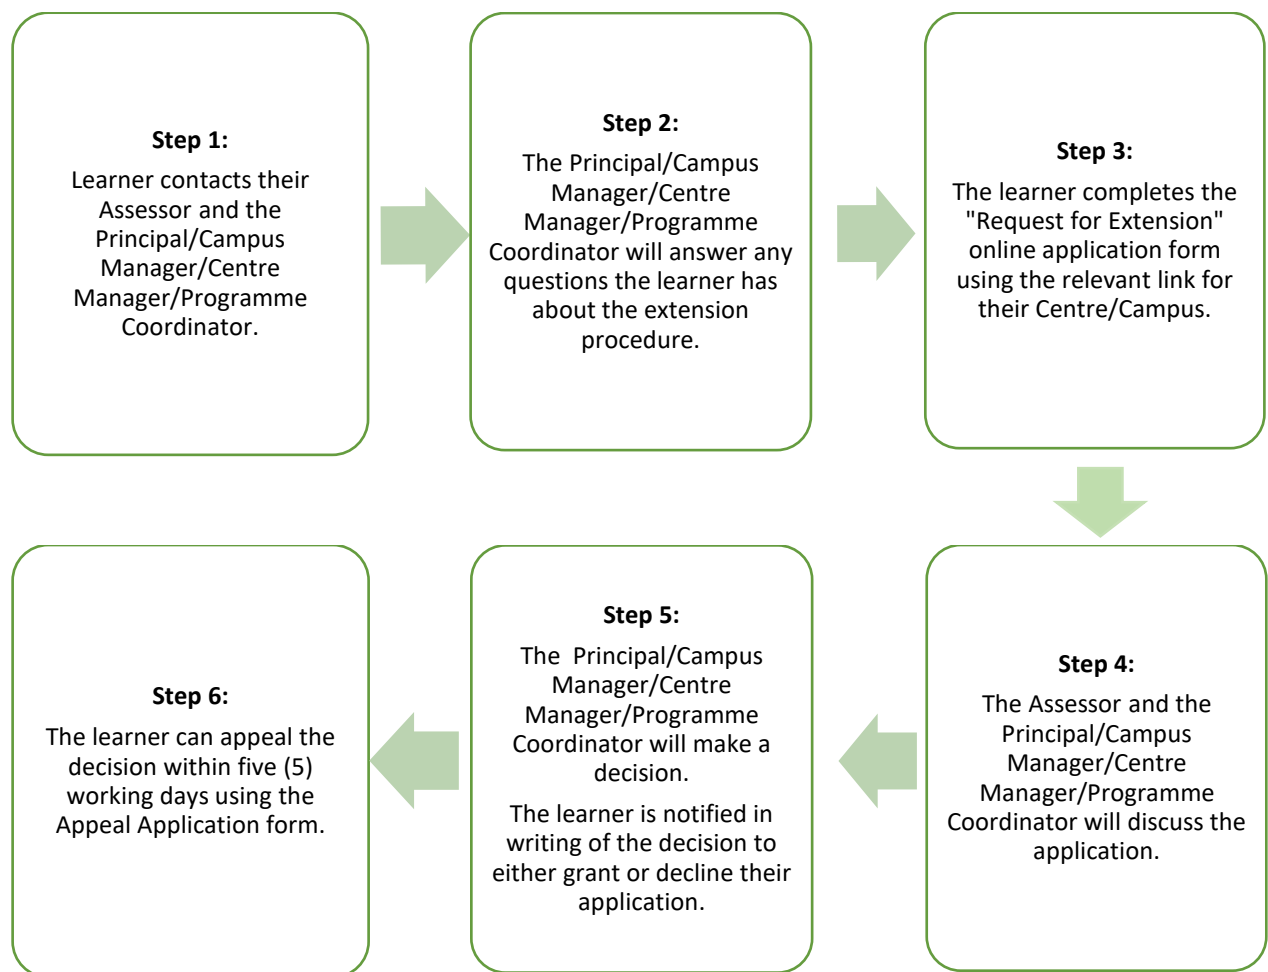 Step 1:
Learner contacts their
Assessor and the
Principal/Campus
Manager/Centre
Manager/Programme
Coordinator.
Step 2:
The Principal/Campus
Manager/Centre
Manager/Programme
Coordinator will answer any
questions the learner has
about the extension
procedure.
Step 3:
The learner completes the
"Request for Extension"
online application form
using the relevant link for
their Centre/Campus.
Step 4:
The Assessor and the
Principal/Campus
Manager/Centre
Manager/Programme
Coordinator will discuss the
application.
Step 5:
The  Principal/Campus
Manager/Centre
Manager/Programme
Coordinator will make a
decision.
The learner is notified in
writing of the decision to
either grant or decline their
application.
Step 6:
The learner can appeal the
decision within five (5)
working days using the
Appeal Application form.